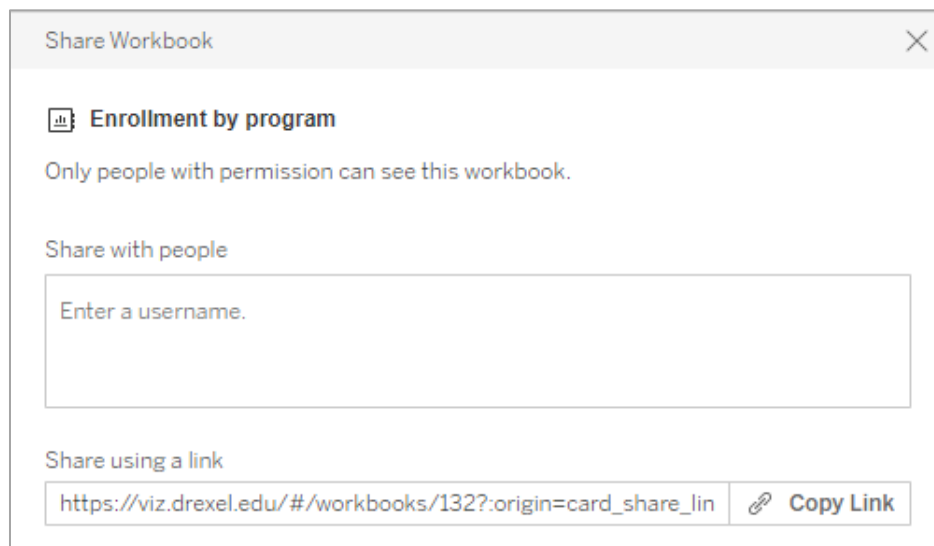 Share Workbook
Enrollment by program
Only people with permission can see this workbook.
Share with people
Enter a username.
Share using a link
https://viz.drexel.edu/#/workbooks/132?:origin=card_share_lin
Copy Link